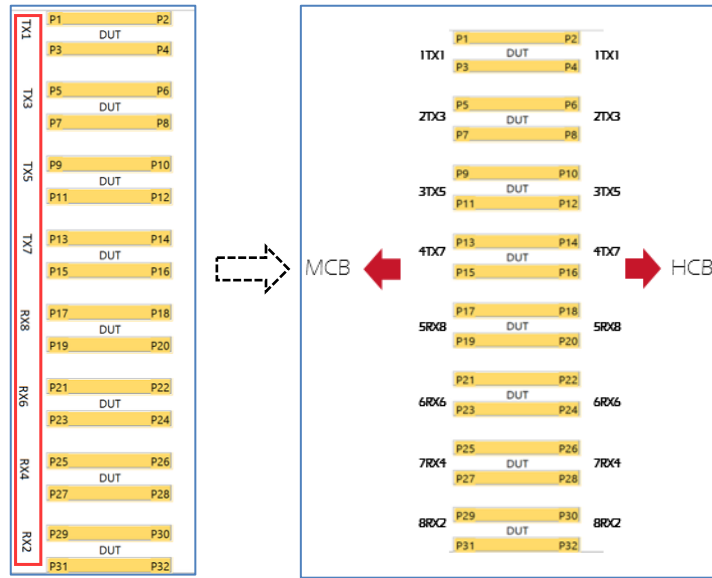 TX1
P1 P2
DUT
P3 P4
TX3
P5 P6
DUT
P7 P8
TX5
P9 P10
DUT
P11 P12
TX7
P13 P14
DUT
P15 P16
RX8
P17 P18
DUT
P19 P20
RX6
P21 P22
DUT
P23 P24
RX4
P25 P26
DUT
P27 P28
RX2
P29 P30
DUT
P31 P32
MCB
HCB
P1 P2
1TX1 DUT 1TX1
P3 P4
P5 P6
2TX3 DUT 2TX3
P7 P8
P9 P10
3TX5 DUT 3TX5
P11 P12
P13 P14
4TX7 DUT 4TX7
P15 P16
P17 P18
5RX8 DUT 5RX8
P19 P20
P21 P22
6RX6 DUT 6RX6
P23 P24
P25 P26
7RX4 DUT 7RX4
P27 P28
P29 P30
8RX2 DUT 8RX2
P31 P32